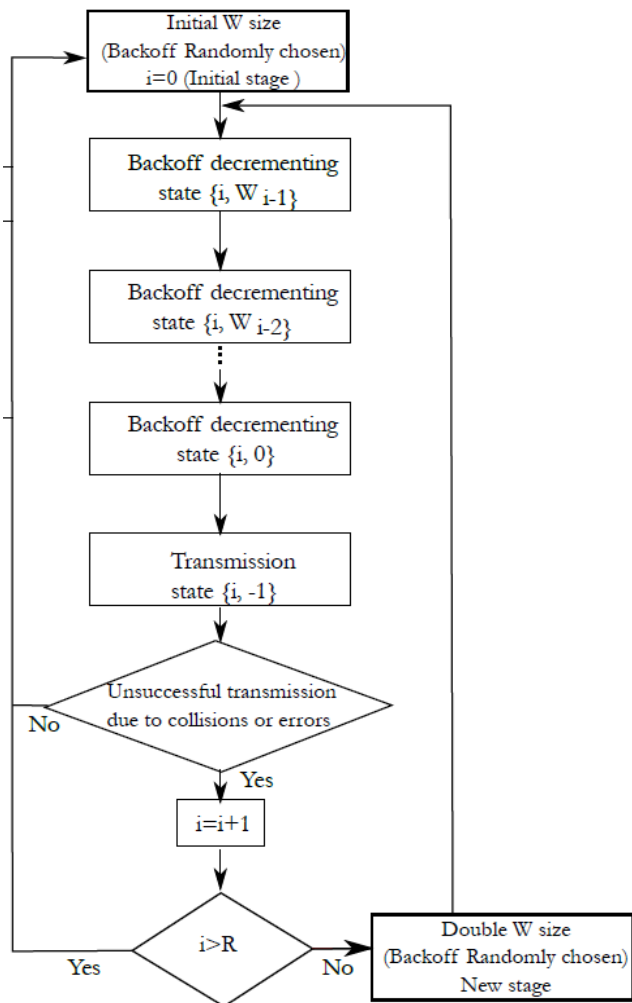 Initial W size
(Backoff Randomly chosen)
i=0 (Initial stage )
Backoff decrementing
state {i, W i-1}
Backoff decrementing
state {i, W i-2}
Backoff decrementing
state {i, 0}
Transmission
state {i, -1}
Unsuccessful transmission
due to collisions or errors
No
Yes
i=i+1
i>R
Yes
No
Double W size
(Backoff Randomly chosen)
New stage